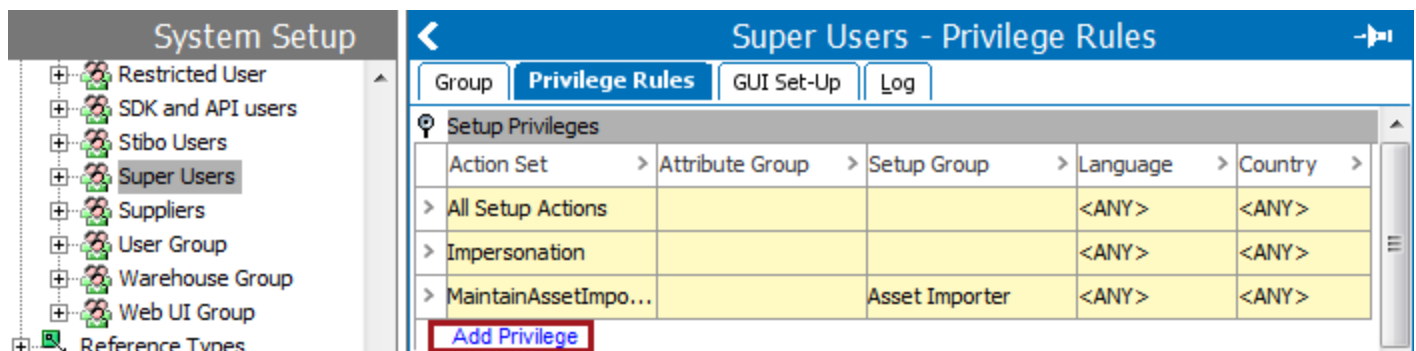 System Setup
Restricted User
SDK and API users
Stibo Users
Super Users
Suppliers
User Group
Warehouse Group
Web UI Group
Reference Types
Super Users - Privilege Rules
Group Privilege Rules GUI Set-Up Log
Setup Privileges
Action Set > Attribute Group > Setup Group > Language > Country >
> All Setup Actions <ANY> <ANY>
> Impersonation <ANY> <ANY>
> MaintainAssetImpo... Asset Importer <ANY> <ANY>
Add Privilege